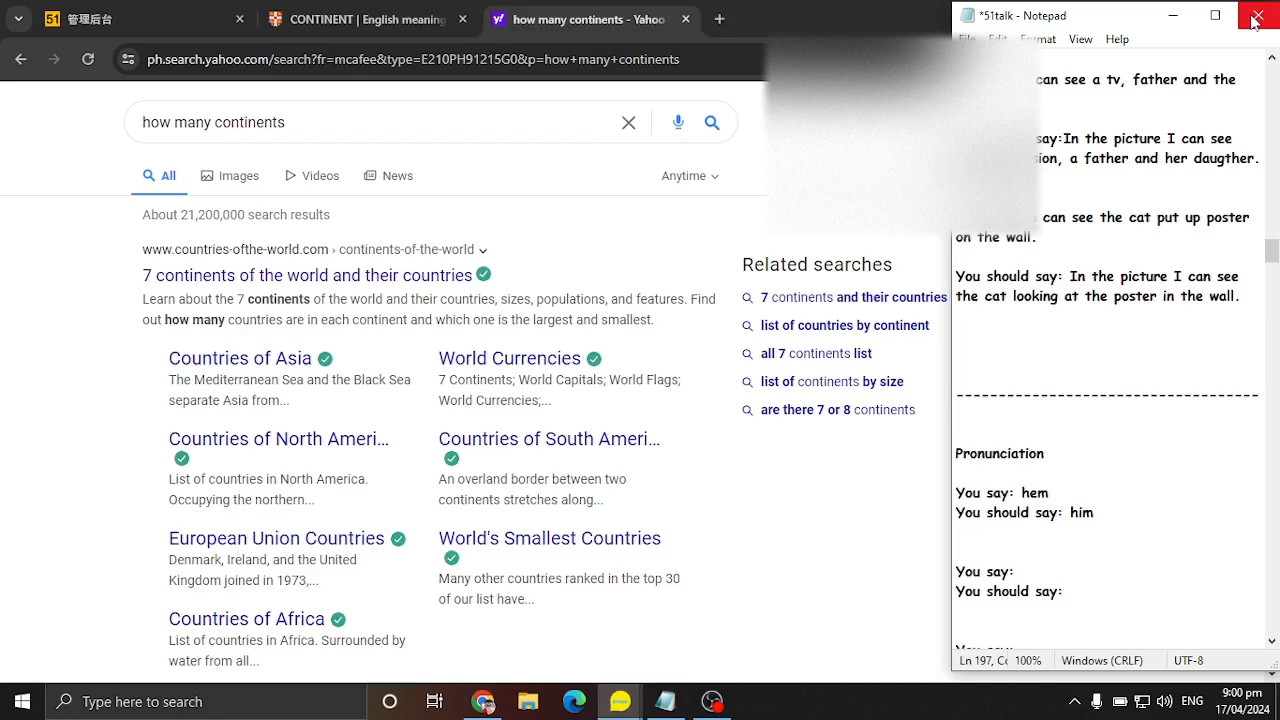 51 管理后台
CONTINENT | English meaning
how many continents - Yahoo
*51talk - Notepad
ph.search.yahoo.com/search?fr=mcafee&type=E210PH91215G0&p=how+many+continents
File Edit Format View Help
how many continents
All Images Videos News Anytime
About 21,200,000 search results
www.countries-ofthe-world.com › continents-of-the-world
7 continents of the world and their countries
Learn about the 7 continents of the world and their countries, sizes, populations, and features. Find
out how many countries are in each continent and which one is the largest and smallest.
Countries of Asia
The Mediterranean Sea and the Black Sea
separate Asia from...
World Currencies
7 Continents; World Capitals; World Flags;
World Currencies;...
Countries of North Ameri...
List of countries in North America.
Occupying the northern...
Countries of South Ameri...
An overland border between two
continents stretches along...
European Union Countries
Denmark, Ireland, and the United
Kingdom joined in 1973,...
World's Smallest Countries
Many other countries ranked in the top 30
of our list have...
Countries of Africa
List of countries in Africa. Surrounded by
water from all...
Related searches
7 continents and their countries
list of countries by continent
all 7 continents list
list of continents by size
are there 7 or 8 continents
can see a tv, father and the
say:In the picture I can see
a father and her daugther.
can see the cat put up poster
on the wall.
You should say: In the picture I can see
the cat looking at the poster in the wall.
------------------------------------
Pronunciation
You say: hem
You should say: him
You say:
You should say:
Ln 197, Cc 100% Windows (CRLF) UTF-8
Type here to search
ENG
9:00 pm
17/04/2024